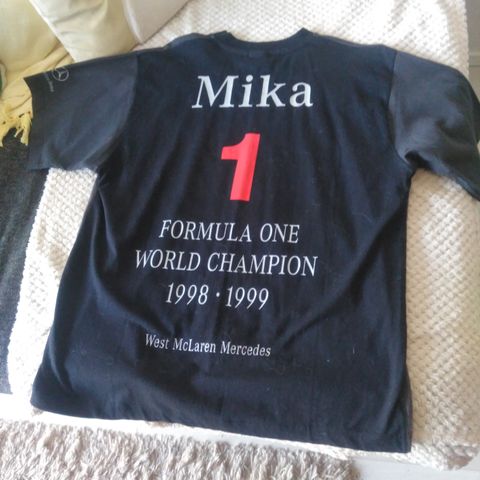 Mika
1
FORMULA ONE
WORLD CHAMPION
1998 · 1999
West McLaren Mercedes